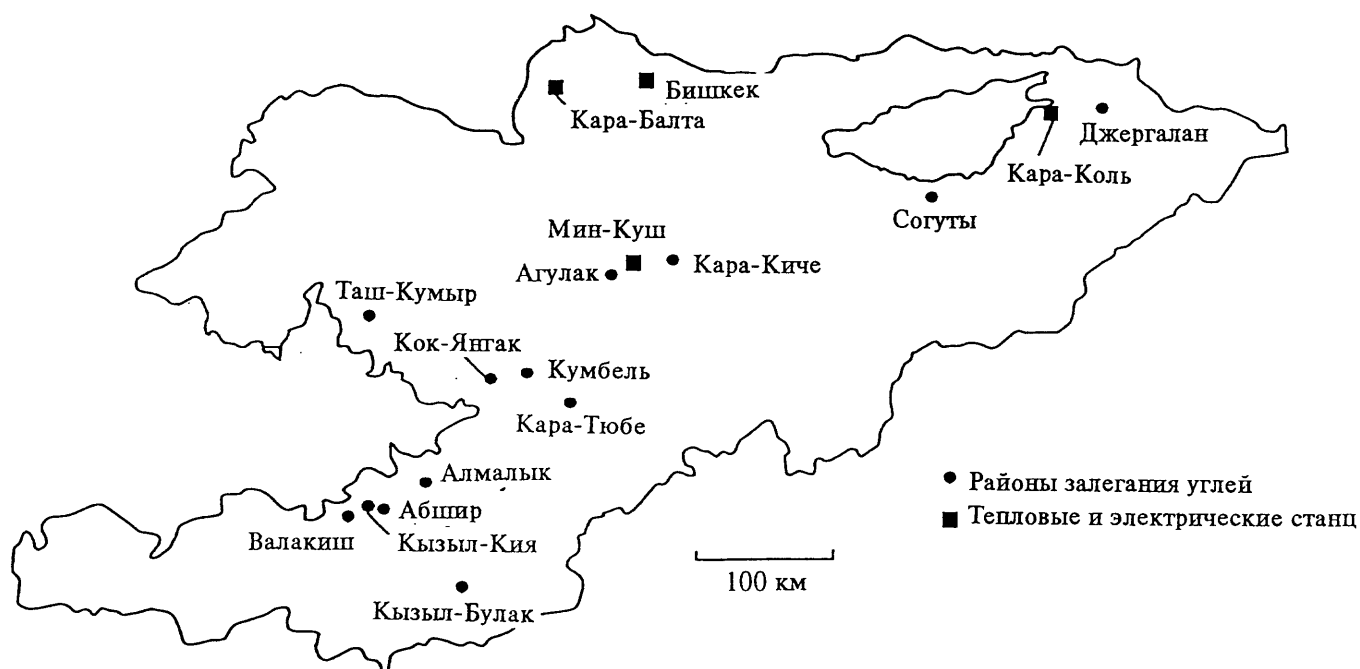 Бишкек
Кара-Балта
Джергалан
Кара-Коль
Согуты
Мин-Куш
Агулак
Кара-Киче
Таш-Кумыр
Кок-Янгак
Кумбель
Кара-Тюбе
Алмалык
Абшир
Валакиш
Кызыл-Кия
Кызыл-Булак
Районы залегания углей
Тепловые и электрические станц
100 км